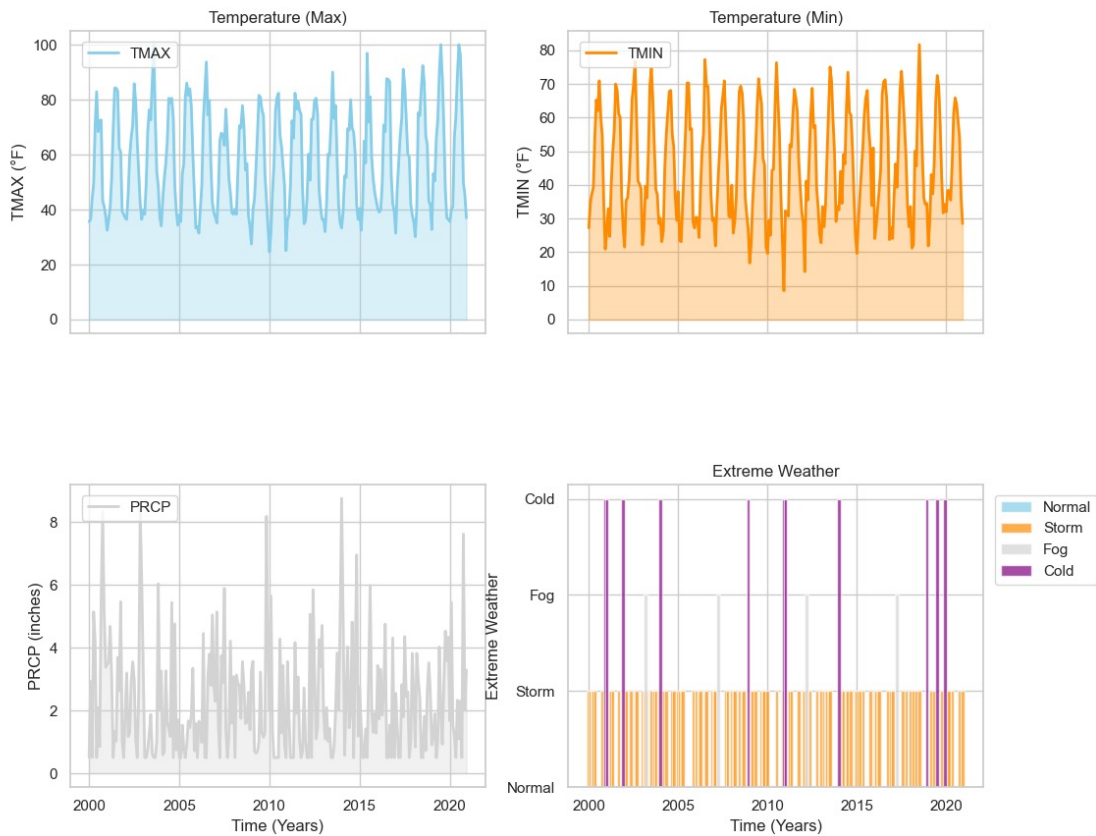 Temperature (Max)
TMAX
TMAX (°F)
100
80
60
40
20
0
Temperature (Min)
TMIN
TMIN (°F)
80
70
60
50
40
30
20
10
0
PRCP
PRCP (inches)
8
6
4
2
0
2000 2005 2010 2015 2020
Time (Years)
Extreme Weather
Extreme Weather
Cold
Fog
Storm
Normal
2000 2005 2010 2015 2020
Time (Years)
Normal
Storm
Fog
Cold